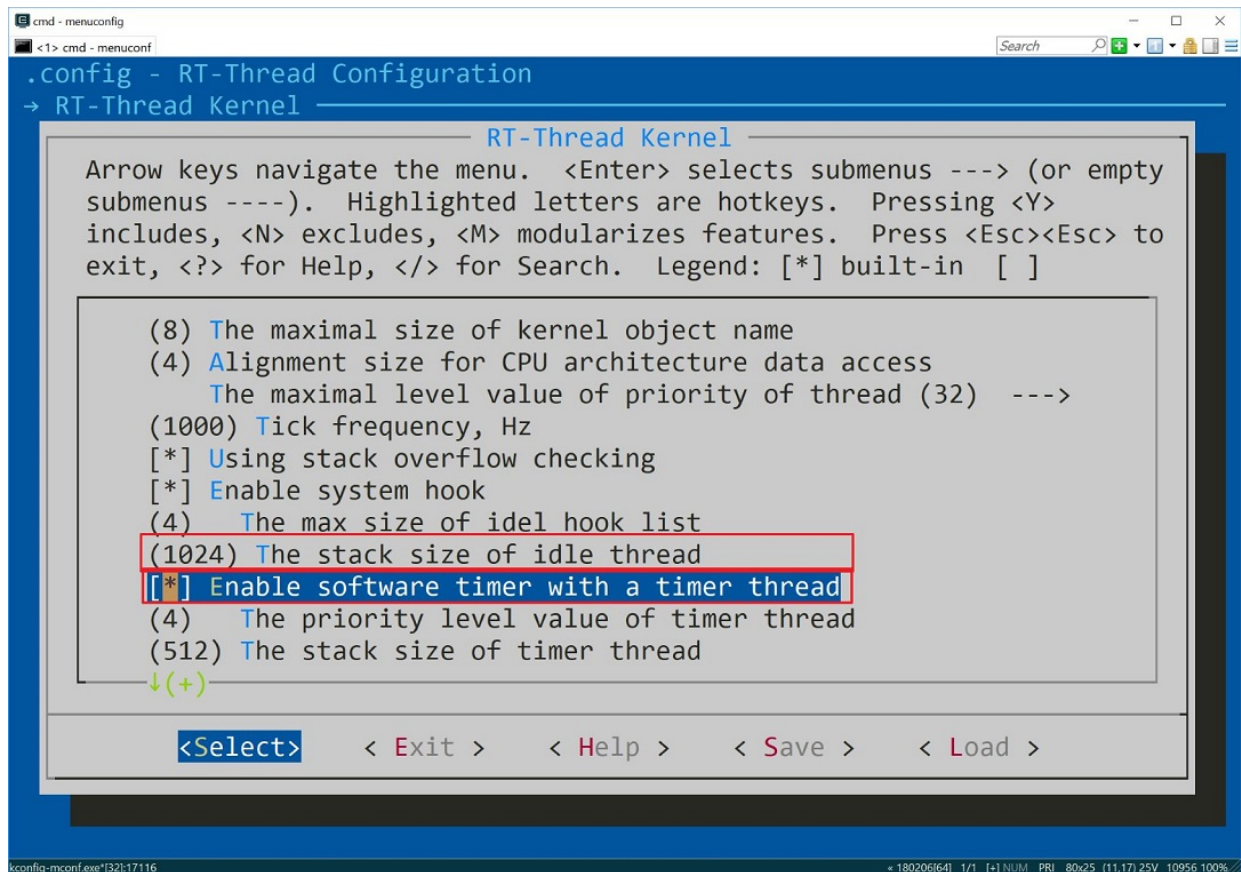 cmd - menuconfig
<1> cmd - menuconf
Search
.config - RT-Thread Configuration
→ RT-Thread Kernel
RT-Thread Kernel
Arrow keys navigate the menu.  <Enter> selects submenus ---> (or empty
submenus ----).  Highlighted letters are hotkeys.  Pressing <Y>
includes, <N> excludes, <M> modularizes features.  Press <Esc><Esc> to
exit, <?> for Help, </> for Search.  Legend: [*] built-in  [ ]
(8) The maximal size of kernel object name
(4) Alignment size for CPU architecture data access
The maximal level value of priority of thread (32)  --->
(1000) Tick frequency, Hz
[*] Using stack overflow checking
[*] Enable system hook
(4)   The max size of idel hook list
(1024) The stack size of idle thread
[*] Enable software timer with a timer thread
(4)   The priority level value of timer thread
(512) The stack size of timer thread
↓(+)
<Select>    < Exit >    < Help >    < Save >    < Load >
kconfig-mconf.exe*[32]:17116    « 180206[64]  1/1  [+] NUM  PRI  80x25  (11,17) 25V  10956 100%